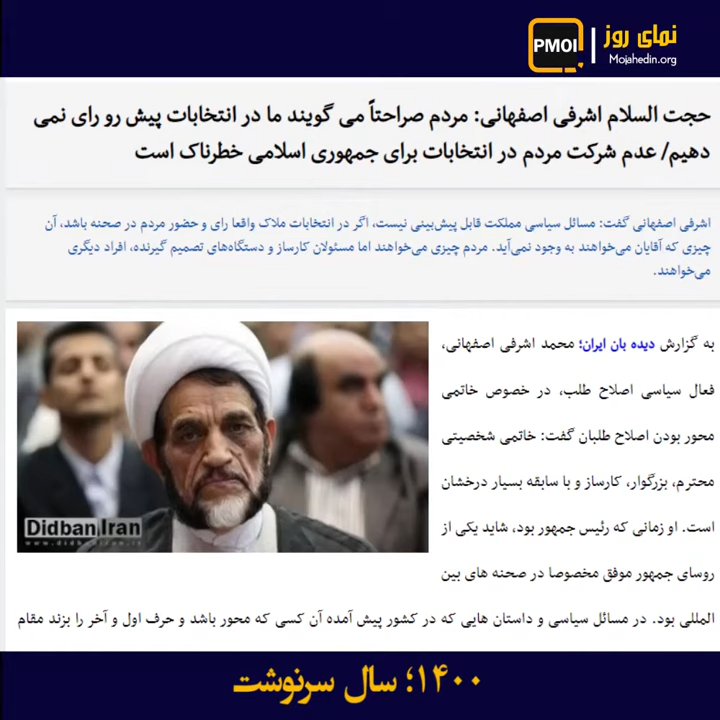 نمای روز
PMOI
Mojahedin.org
حجت السلام اشرفی اصفهانی: مردم صراحتاً می گویند ما در انتخابات پیش رو رای نمی
دهیم/ عدم شرکت مردم در انتخابات برای جمهوری اسلامی خطرناک است
اشرفی اصفهانی گفت: مسائل سیاسی مملکت قابل پیش‌بینی نیست، اگر در انتخابات ملاک واقعا رای و حضور مردم در صحنه باشد، آن
چیزی که آقایان می‌خواهند به وجود نمی‌آید. مردم چیزی می‌خواهند اما مسئولان کارساز و دستگاه‌های تصمیم گیرنده، افراد دیگری
می‌خواهند.
به گزارش دیده بان ایران؛ محمد اشرفی اصفهانی،
فعال سیاسی اصلاح طلب، در خصوص خاتمی
محور بودن اصلاح طلبان گفت: خاتمی شخصیتی
محترم، بزرگوار، کارساز و با سابقه بسیار درخشان
است. او زمانی که رئیس جمهور بود، شاید یکی از
روسای جمهور موفق مخصوصا در صحنه های بین
المللی بود. در مسائل سیاسی و داستان هایی که در کشور پیش آمده آن کسی که محور باشد و حرف اول و آخر را بزند مقام
Didban Iran
www.didbaniran.ir
۱۴۰۰؛ سال سرنوشت